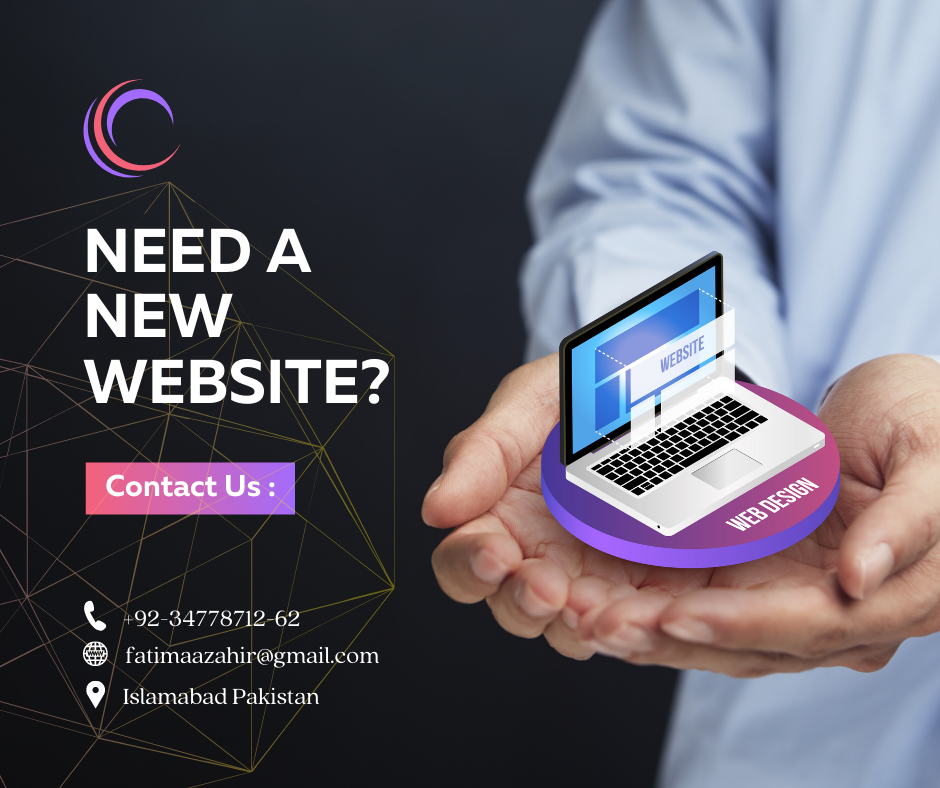 NEED A
NEW
WEBSITE?
Contact Us :
+92-34778712-62
fatimaazahir@gmail.com
Islamabad Pakistan
WEBSITE
WEB DESIGN